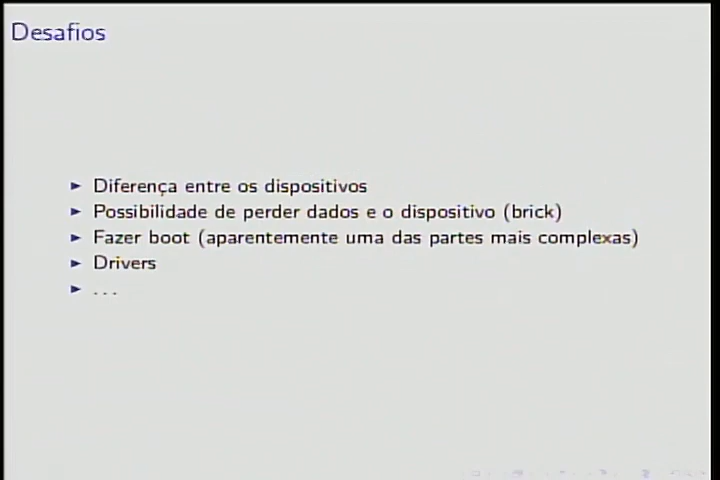 Desafios
Diferença entre os dispositivos
Possibilidade de perder dados e o dispositivo (brick)
Fazer boot (aparentemente uma das partes mais complexas)
Drivers
...